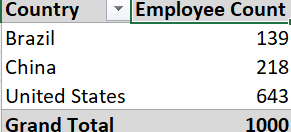 Country Employee Count
Brazil 139
China 218
United States 643
Grand Total 1000